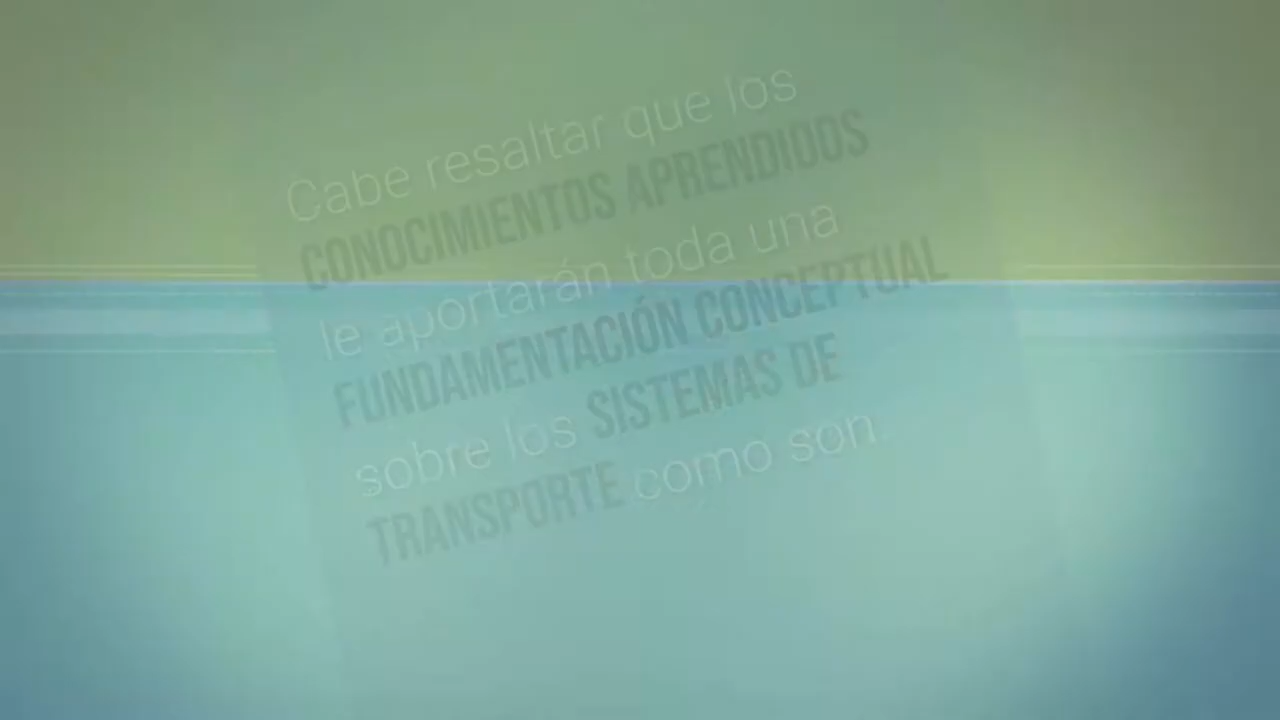 Cabe resaltar que los
CONOCIMIENTOS APRENDIDOS
le aportarán toda una
FUNDAMENTACIÓN CONCEPTUAL
sobre los SISTEMAS DE
TRANSPORTE como son